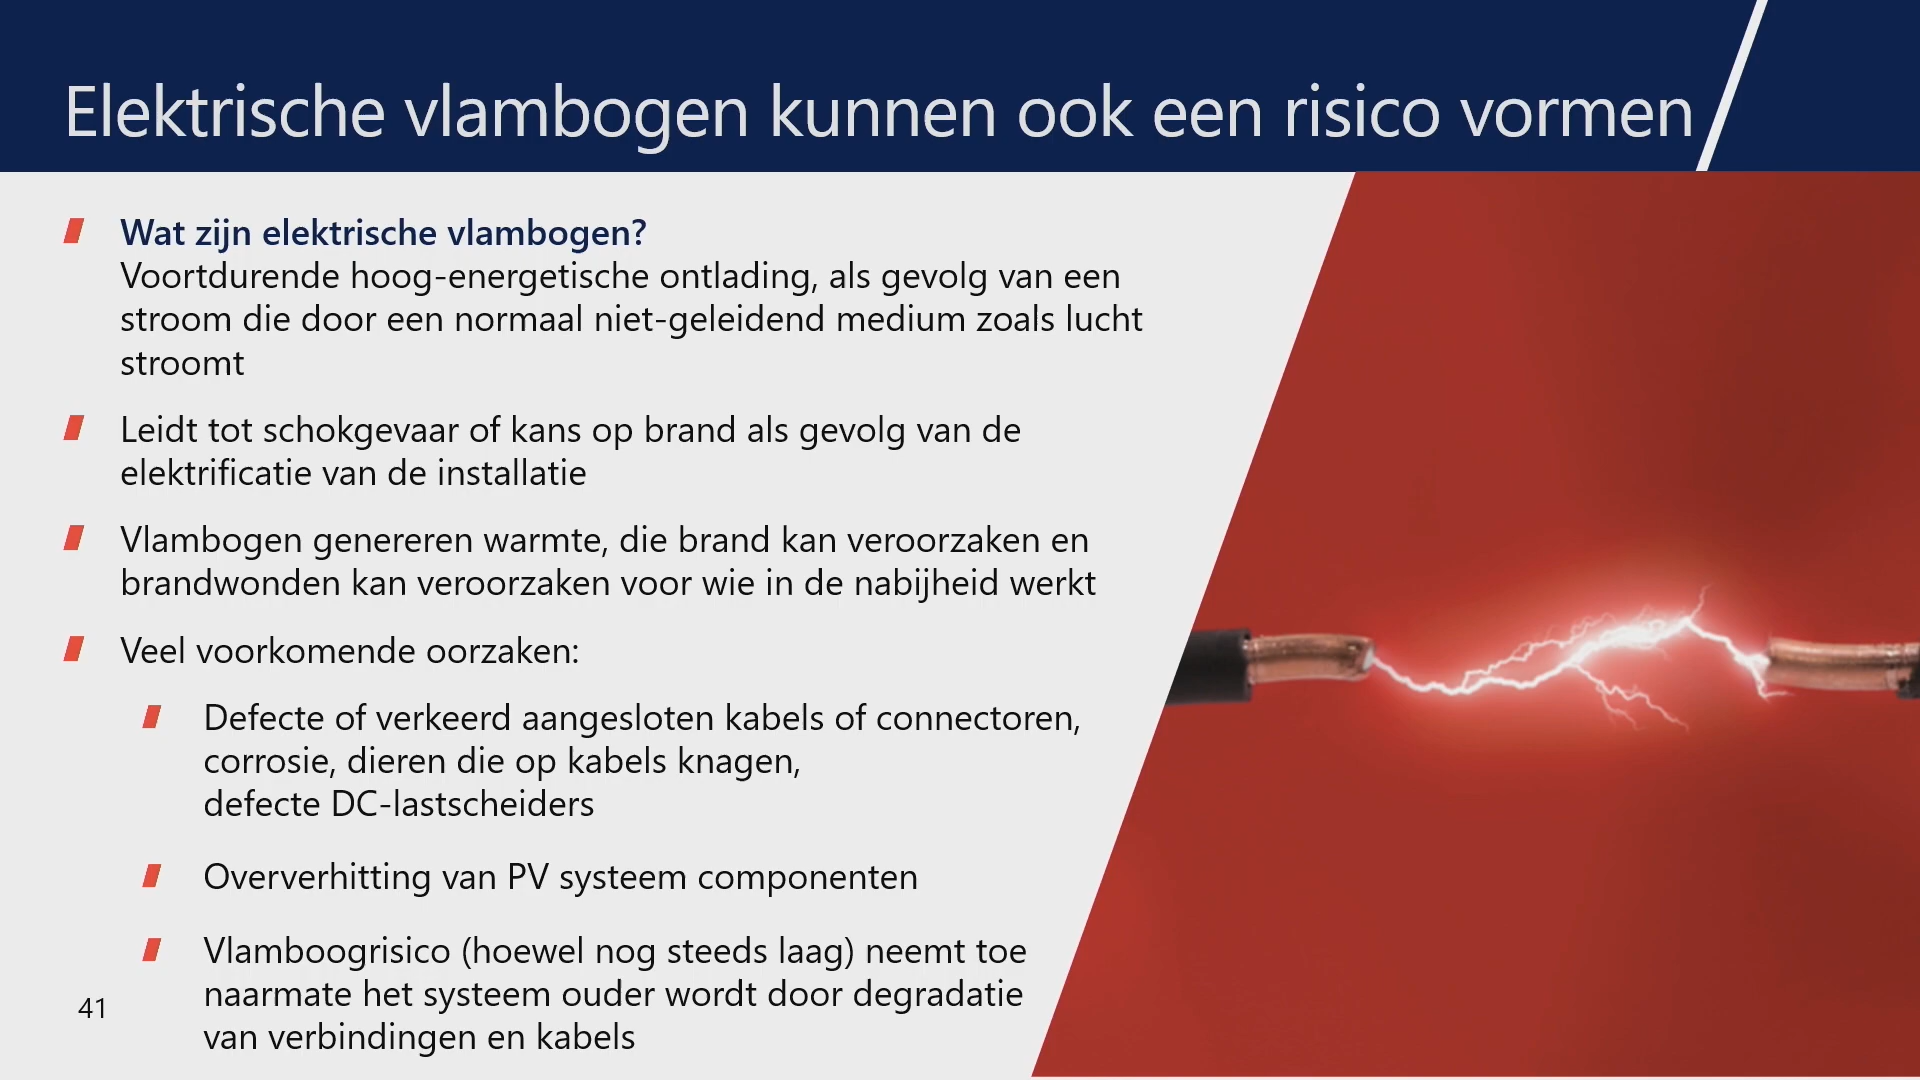 Elektrische vlambogen kunnen ook een risico vormen
Wat zijn elektrische vlambogen?
Voortdurende hoog-energetische ontlading, als gevolg van een
stroom die door een normaal niet-geleidend medium zoals lucht
stroomt
Leidt tot schokgevaar of kans op brand als gevolg van de
elektrificatie van de installatie
Vlambogen genereren warmte, die brand kan veroorzaken en
brandwonden kan veroorzaken voor wie in de nabijheid werkt
Veel voorkomende oorzaken:
Defecte of verkeerd aangesloten kabels of connectoren,
corrosie, dieren die op kabels knagen,
defecte DC-lastscheiders
Oververhitting van PV systeem componenten
Vlamboogrisico (hoewel nog steeds laag) neemt toe
naarmate het systeem ouder wordt door degradatie
van verbindingen en kabels
41